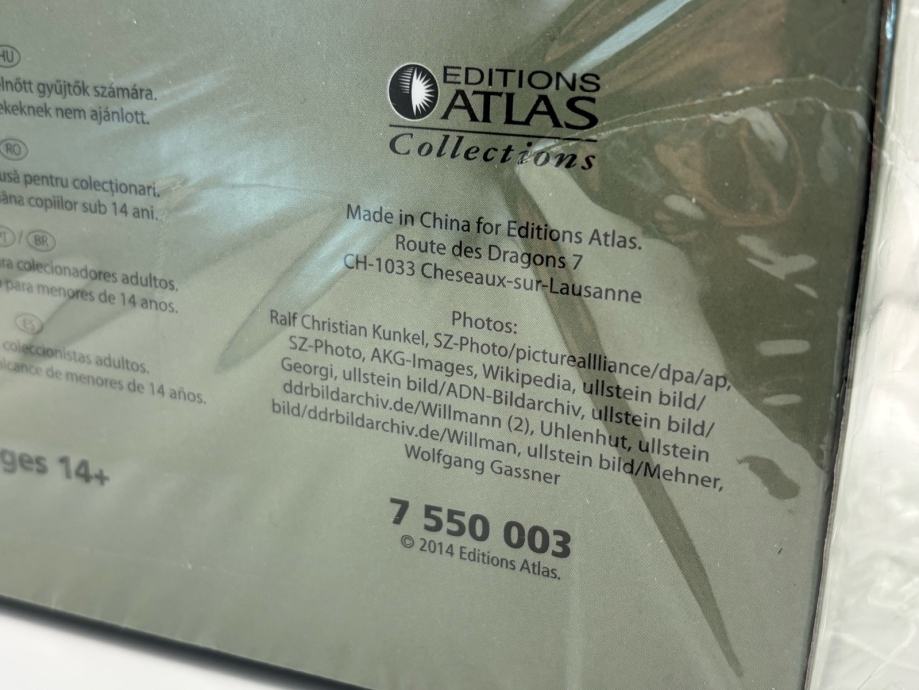 HU
lnőtt gyűjtők számára.
ekeknek nem ajánlott.
RO
usă pentru colecționari.
âna copiilor sub 14 ani.
/ BR
ra colecionadores adultos.
para menores de 14 anos.
ES
coleccionistas adultos.
lcance de menores de 14 años.
ges 14+
EDITIONS
ATLAS
Collections
Made in China for Editions Atlas.
Route des Dragons 7
CH-1033 Cheseaux-sur-Lausanne
Photos:
Ralf Christian Kunkel, SZ-Photo/pictureallliance/dpa/ap,
SZ-Photo, AKG-Images, Wikipedia, ullstein bild/
Georgi, ullstein bild/ADN-Bildarchiv, ullstein bild/
ddrbildarchiv.de/Willmann (2), Uhlenhut, ullstein
bild/ddrbildarchiv.de/Willman, ullstein bild/Mehner,
Wolfgang Gassner
7 550 003
© 2014 Editions Atlas.